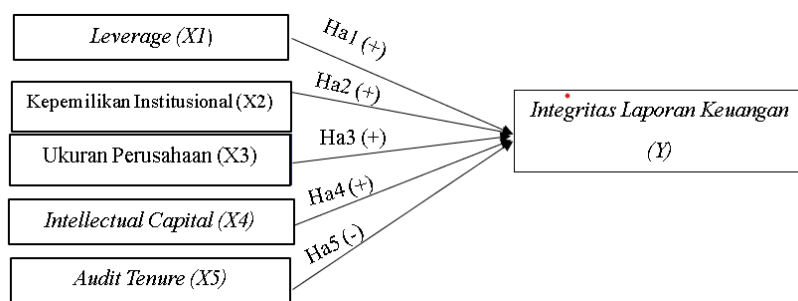 Leverage (X1)
Ha1 (+)
Kepemilikan Institusional (X2)
Ha2 (+)
Ukuran Perusahaan (X3)
Ha3 (+)
Intellectual Capital (X4)
Ha4 (+)
Audit Tenure (X5)
Ha5 (-)
Integritas Laporan Keuangan
(Y)